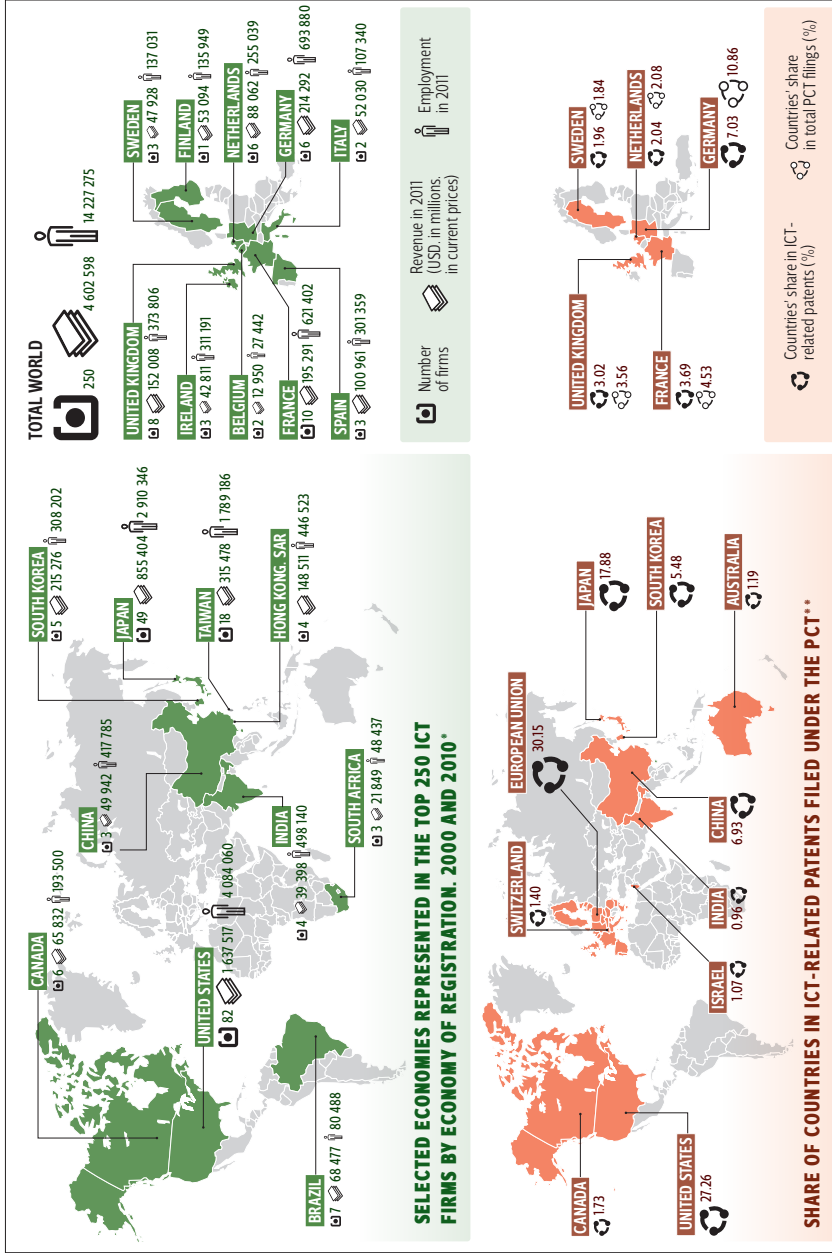 CANADA
6 65 832 193 500
UNITED STATES
82 1 637 517 4 084 060
BRAZIL
7 68 477 80 488
CHINA
3 49 942 417 785
INDIA
4 39 398 498 140
SOUTH AFRICA
3 21849 48 437
SOUTH KOREA
5 215 276 308 202
JAPAN
49 855 404 2 910 346
TAIWAN
18 315 478 1 789 186
HONG KONG. SAR
4 148 511 446 523
SELECTED ECONOMIES REPRESENTED IN THE TOP 250 ICT
FIRMS BY ECONOMY OF REGISTRATION. 2000 AND 2010*
TOTAL WORLD
250 4 602 598 14 227 275
UNITED KINGDOM
8 152 008 373 806
IRELAND
3 42 811 311 191
BELGIUM
2 12 950 27 442
FRANCE
10 195 291 621 402
SPAIN
3 100 961 301 359
SWEDEN
3 47 928 137 031
FINLAND
1 53 094 135 949
NETHERLANDS
6 88 062 255 039
GERMANY
6 214 292 693 880
ITALY
2 52 030 107 340
Number
of firms
Revenue in 2011
(USD. in millions.
in current prices)
Employment
in 2011
CANADA
1.73
UNITED STATES
27.26
SWITZERLAND
1.40
EUROPEAN UNION
30.15
ISRAEL
1.07
INDIA
0.96
CHINA
6.93
JAPAN
17.88
SOUTH KOREA
5.48
AUSTRALIA
1.19
SHARE OF COUNTRIES IN ICT-RELATED PATENTS FILED UNDER THE PCT**
UNITED KINGDOM
3.02
3.56
FRANCE
3.69
4.53
SWEDEN
1.96 1.84
NETHERLANDS
2.04 2.08
GERMANY
7.03 10.86
Countries' share in ICT-
related patents (%)
Countries' share
in total PCT filings (%)